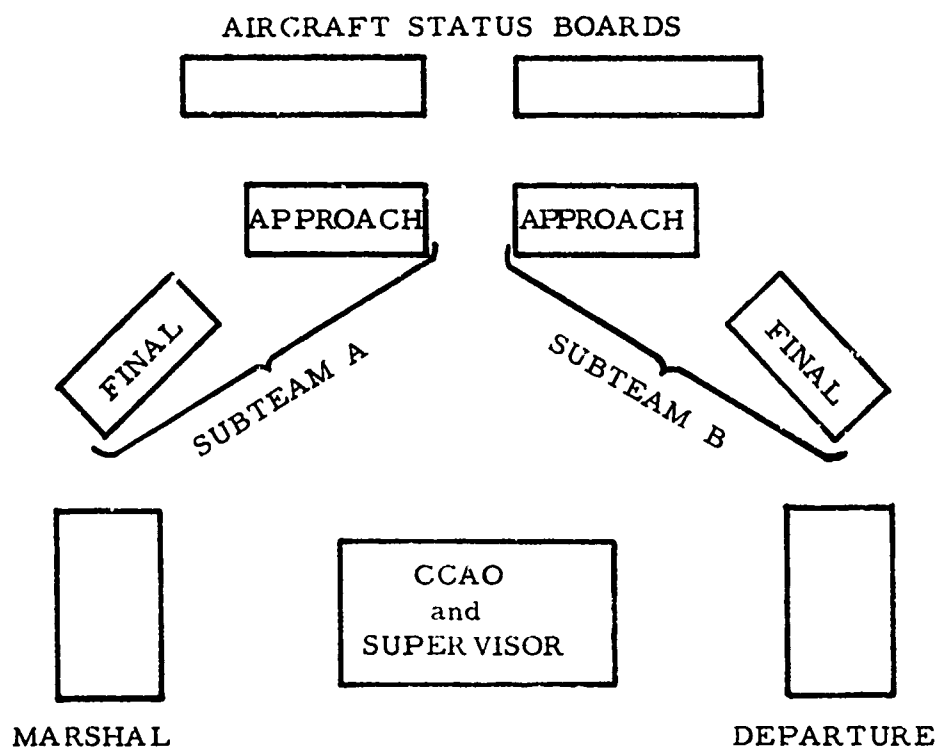 AIRCRAFT STATUS BOARDS
APPROACH
APPROACH
FINAL
FINAL
SUBTEAM A
SUBTEAM B
CCAO
and
SUPERVISOR
MARSHAL
DEPARTURE